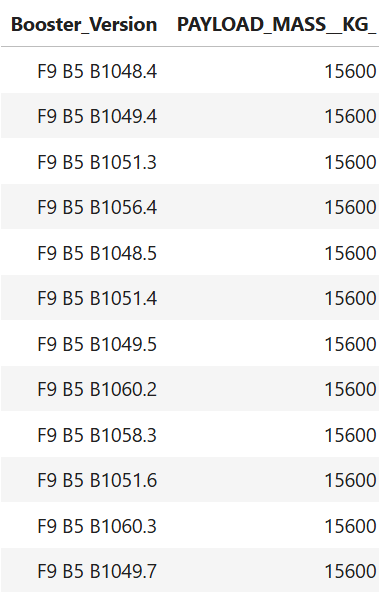 Booster_Version PAYLOAD_MASS__KG_
F9 B5 B1048.4 15600
F9 B5 B1049.4 15600
F9 B5 B1051.3 15600
F9 B5 B1056.4 15600
F9 B5 B1048.5 15600
F9 B5 B1051.4 15600
F9 B5 B1049.5 15600
F9 B5 B1060.2 15600
F9 B5 B1058.3 15600
F9 B5 B1051.6 15600
F9 B5 B1060.3 15600
F9 B5 B1049.7 15600